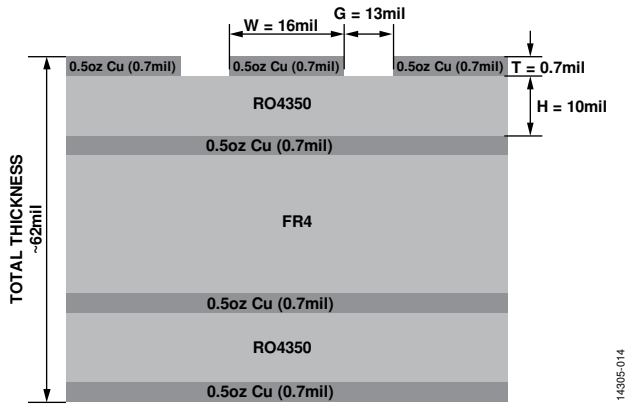 G = 13mil
W = 16mil
0.5oz Cu (0.7mil)
0.5oz Cu (0.7mil)
0.5oz Cu (0.7mil)
T = 0.7mil
RO4350
H = 10mil
0.5oz Cu (0.7mil)
TOTAL THICKNESS
~62mil
FR4
0.5oz Cu (0.7mil)
RO4350
0.5oz Cu (0.7mil)
14305-014